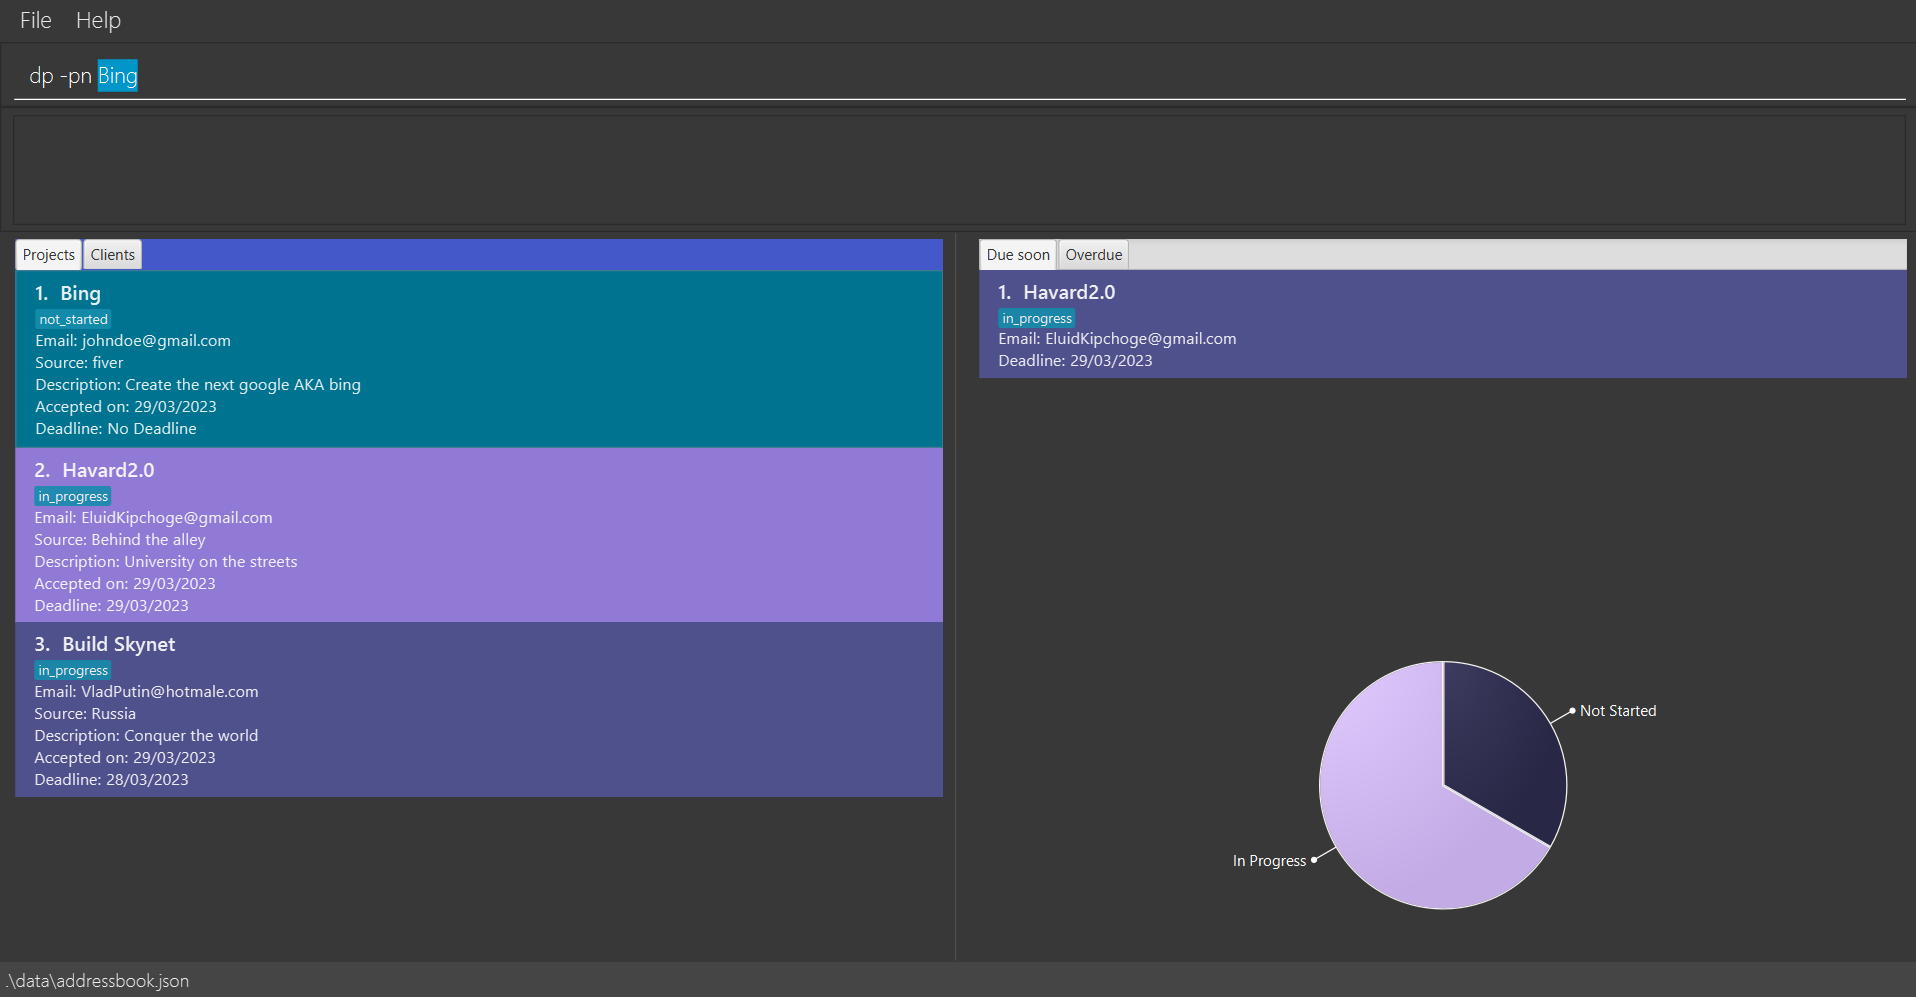 File Help
dp -pn Bing
Projects Clients
1. Bing
not_started
Email: johndoe@gmail.com
Source: fiver
Description: Create the next google AKA bing
Accepted on: 29/03/2023
Deadline: No Deadline
2. Havard2.0
in_progress
Email: EluidKipchoge@gmail.com
Source: Behind the alley
Description: University on the streets
Accepted on: 29/03/2023
Deadline: 29/03/2023
3. Build Skynet
in_progress
Email: VladPutin@hotmale.com
Source: Russia
Description: Conquer the world
Accepted on: 29/03/2023
Deadline: 28/03/2023
Due soon Overdue
1. Havard2.0
in_progress
Email: EluidKipchoge@gmail.com
Deadline: 29/03/2023
Not Started
In Progress
.\data\addressbook.json